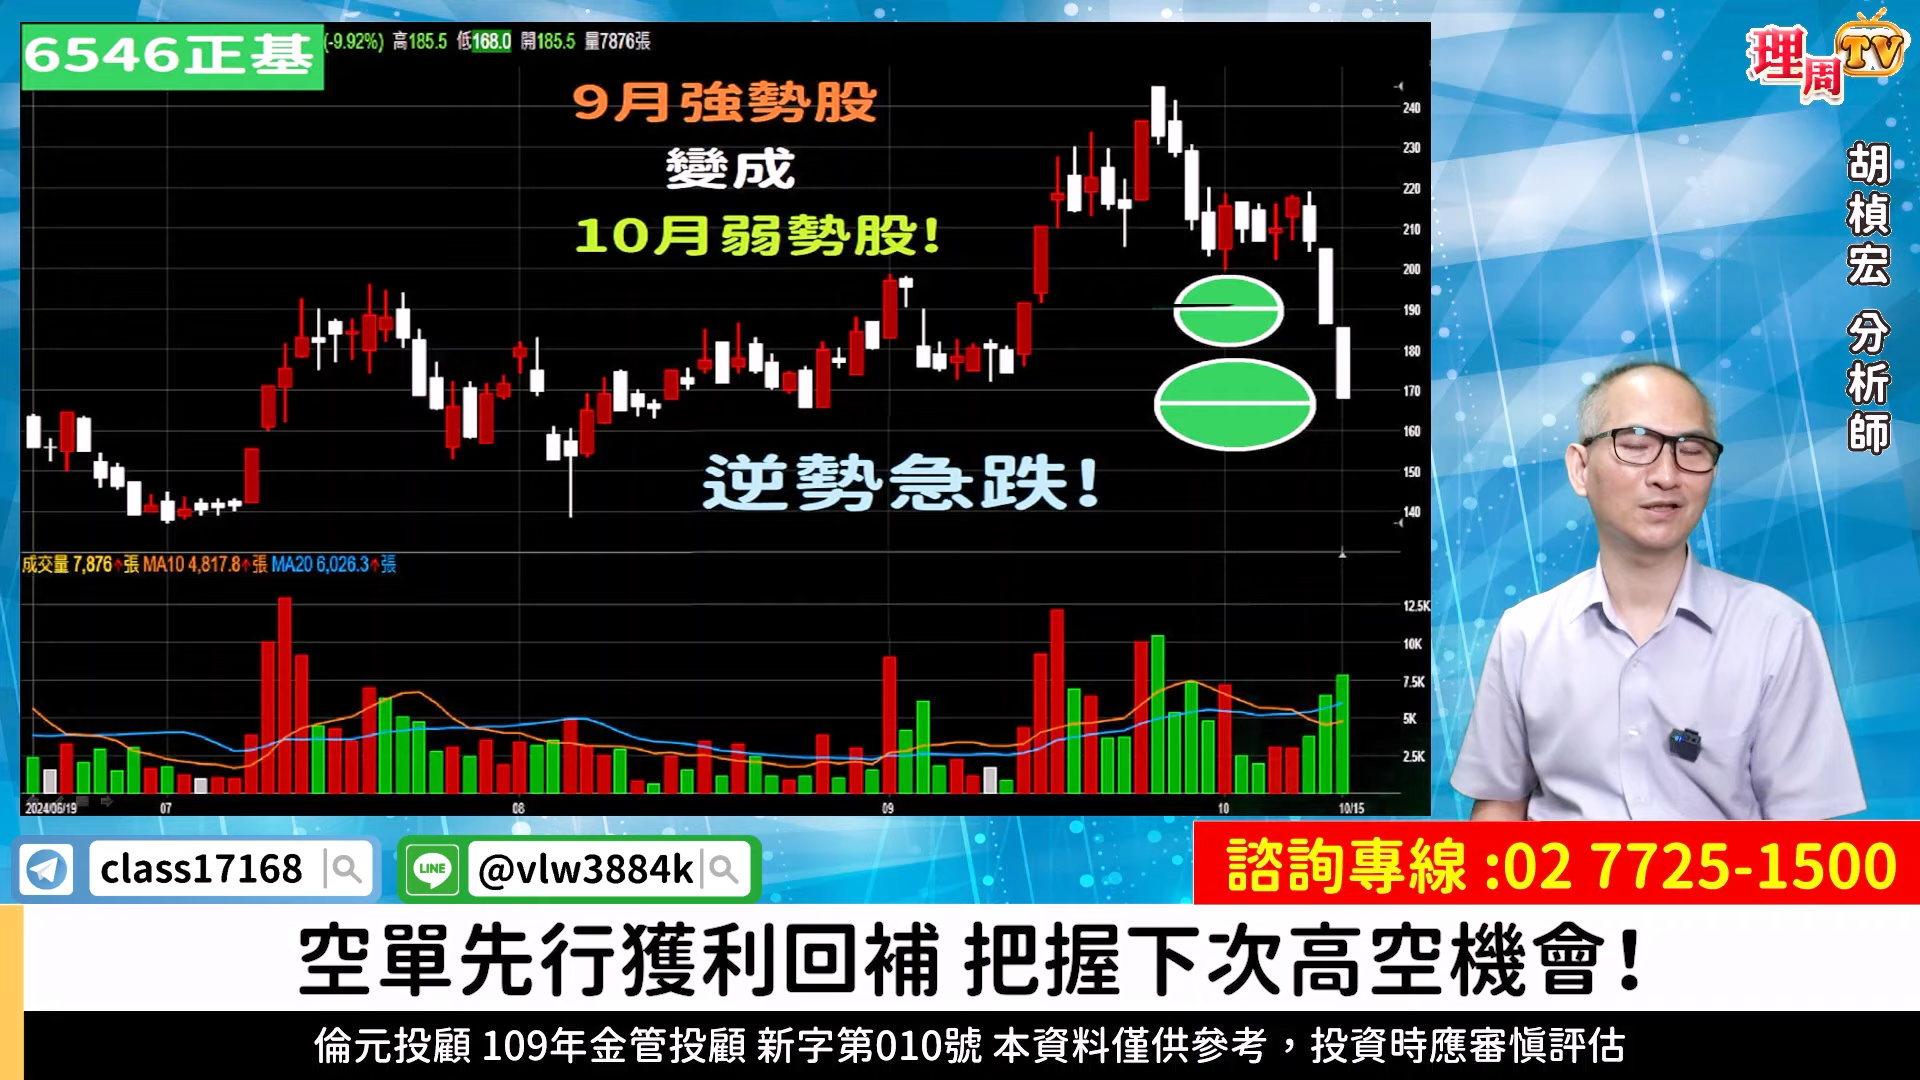 6546正基
(-9.92%) 高185.5 低168.0 開185.5 量7876張
理周TV
9月強勢股
變成
10月弱勢股!
逆勢急跌!
胡楨宏 分析師
240
230
220
210
200
190
180
170
160
150
140
成交量 7,876↑張 MA10 4,817.8↑張 MA20 6,026.3↑張
12.5K
10K
7.5K
5K
2.5K
2024/06/19 07 08 09 10 10/15
class17168
LINE @vlw3884k
諮詢專線 :02 7725-1500
空單先行獲利回補 把握下次高空機會!
倫元投顧 109年金管投顧 新字第010號 本資料僅供參考，投資時應審慎評估